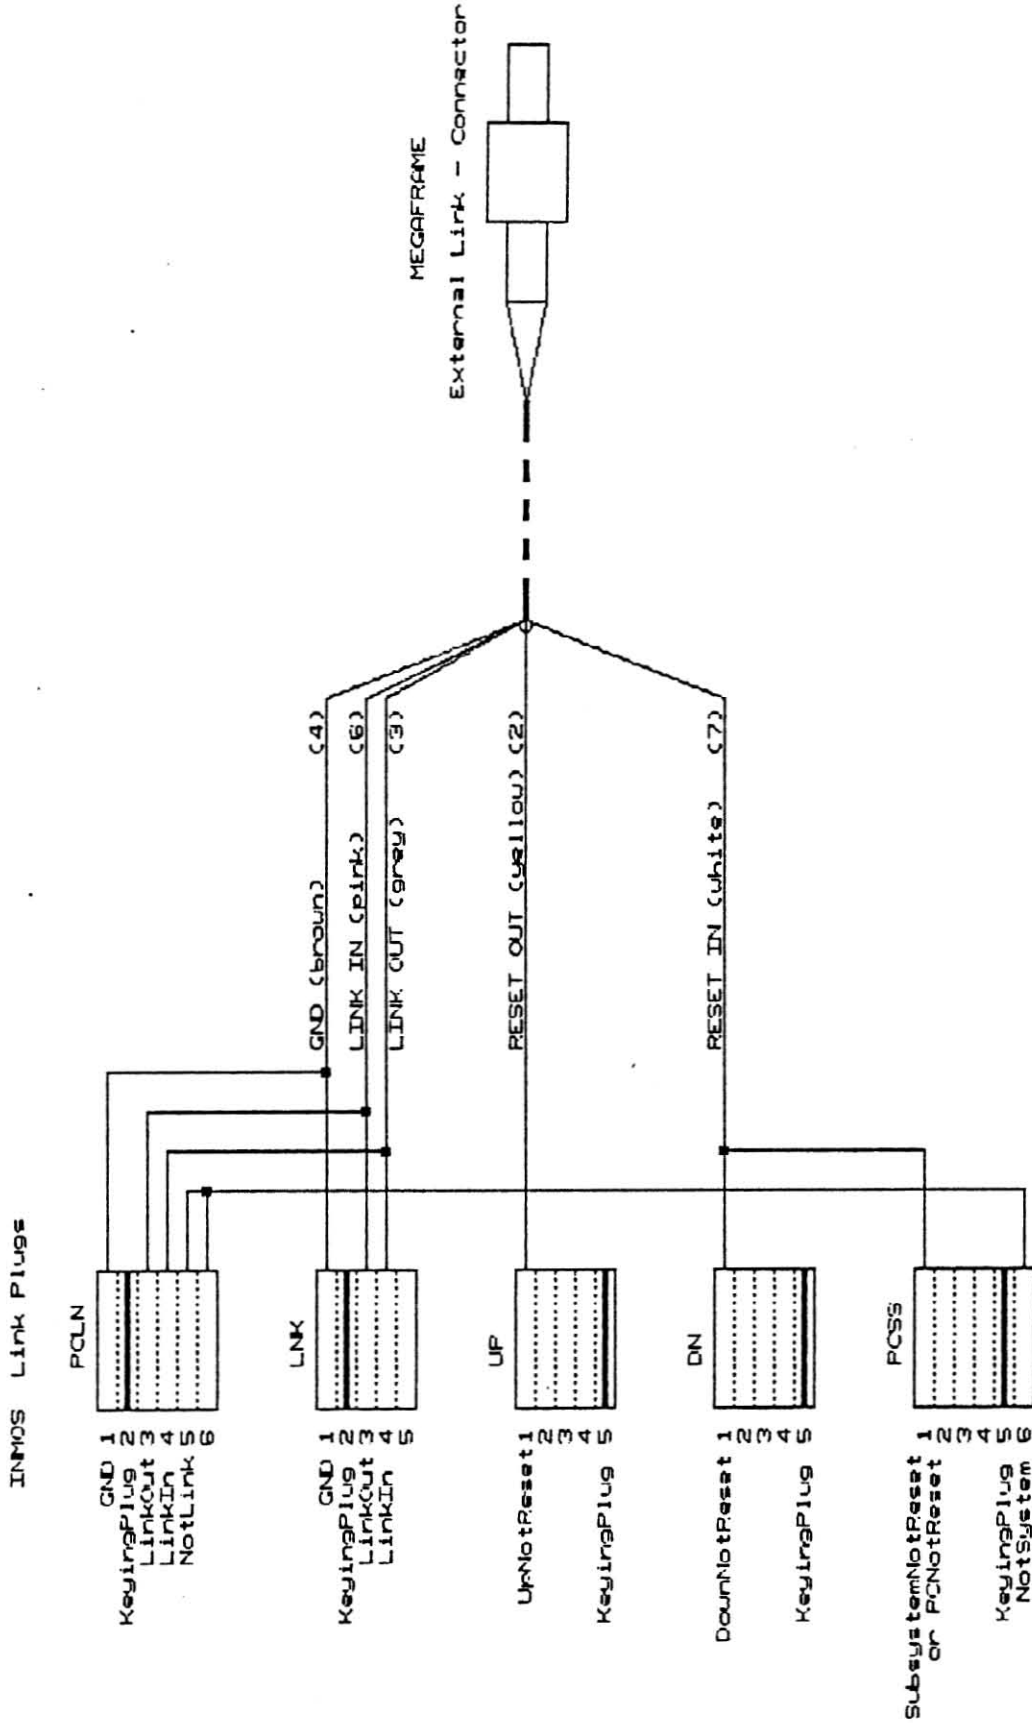 INMOS Link Plugs
MEGAFRAME
External Link - Connector
PCLN
GND 1
KeyingPlug 2
LinkOut 3
LinkIn 4
NotLink 5
6
LNK
GND 1
KeyingPlug 2
LinkOut 3
LinkIn 4
5
GND (brown) (4)
LINK IN (pink) (6)
LINK OUT (grey) (3)
UP
UpNotReset 1
2
3
4
KeyingPlug 5
RESET OUT (yellow) (2)
DN
DownNotReset 1
2
3
4
KeyingPlug 5
RESET IN (white) (7)
PCSS
SubsystemNotReset 1
or PCNotReset 2
3
4
KeyingPlug 5
NotSystem 6